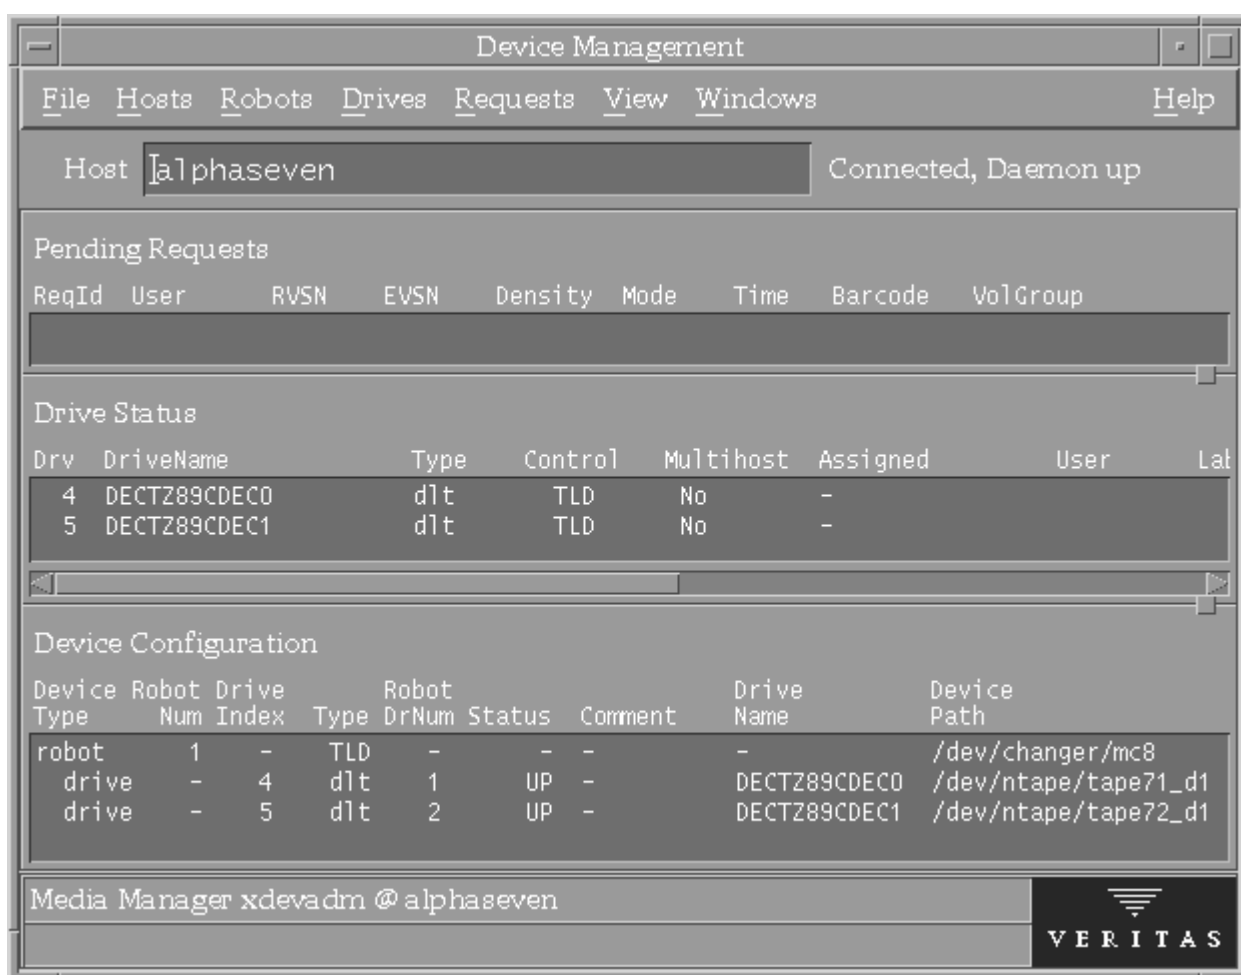 Device Management
File Hosts Robots Drives Requests View Windows Help
Host alphaseven Connected, Daemon up
Pending Requests
ReqId User RVSN EVSN Density Mode Time Barcode VolGroup
Drive Status
Drv DriveName Type Control Multihost Assigned User
4 DECTZ89CDEC0 dlt TLD No -
5 DECTZ89CDEC1 dlt TLD No -
Device Configuration
Device Robot Drive Robot Drive Device
Type Num Index Type DrNum Status Comment Name Path
robot 1 - TLD - - - - /dev/changer/mc8
drive - 4 dlt 1 UP - DECTZ89CDEC0 /dev/ntape/tape71_d1
drive - 5 dlt 2 UP - DECTZ89CDEC1 /dev/ntape/tape72_d1
Media Manager xdevadm @ alphaseven
VERITAS